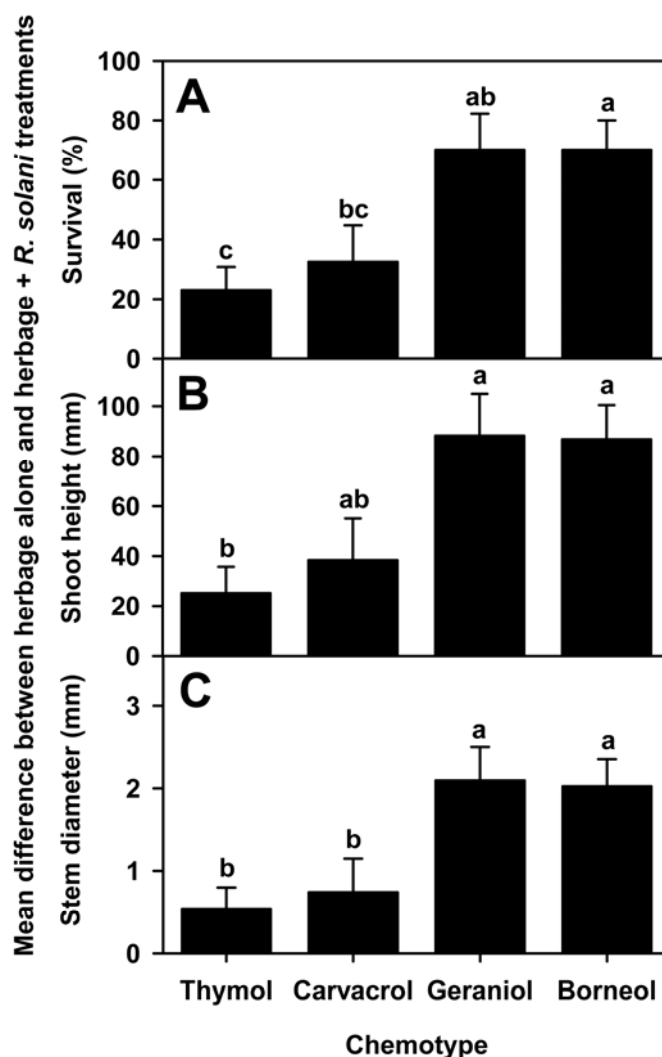 Mean difference between herbage alone and herbage + R. solani treatments
Survival (%)
A
100
80
60
40
20
0
c
bc
ab
a
Shoot height (mm)
B
100
80
60
40
20
0
b
ab
a
a
Stem diameter (mm)
C
3
2
1
0
b
b
a
a
Thymol Carvacrol Geraniol Borneol
Chemotype